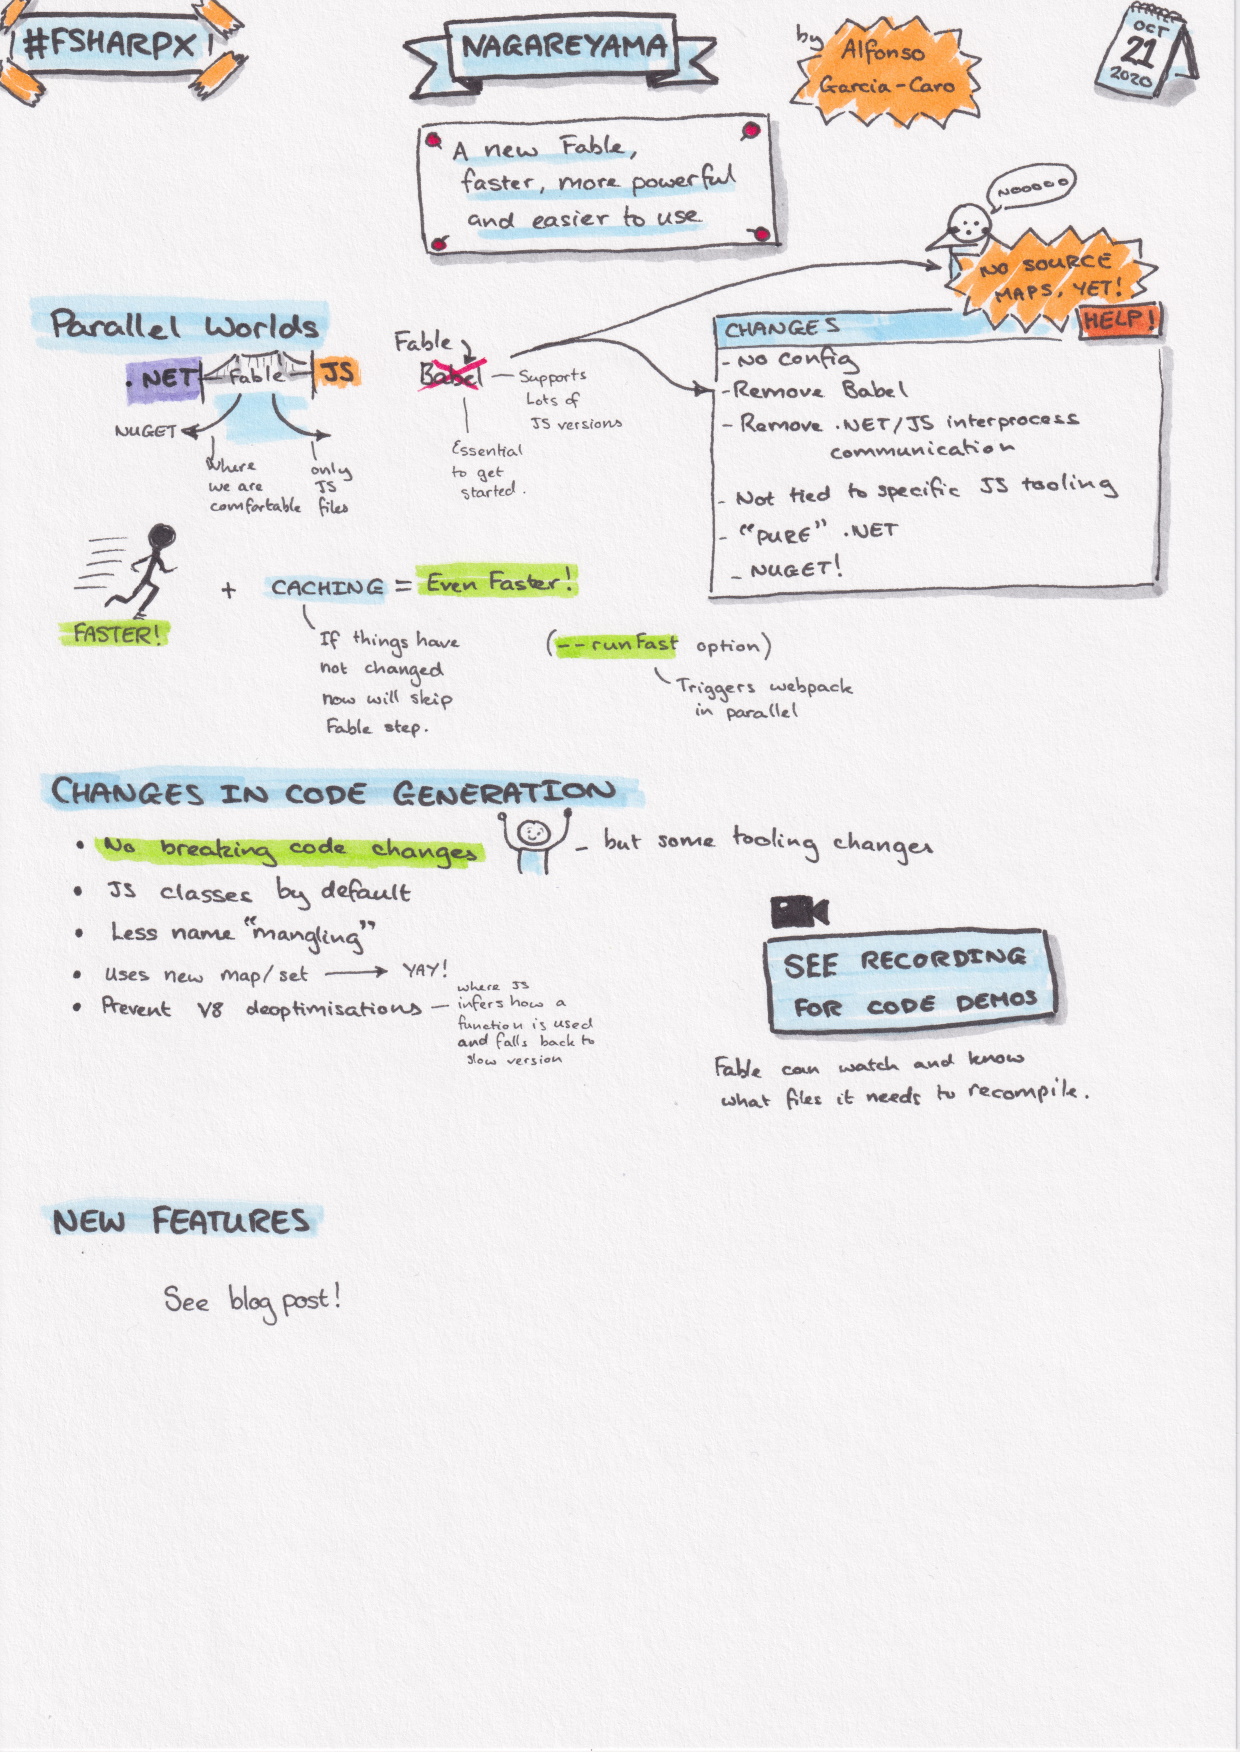 #FSHARPX
NAGAREYAMA
by
Alfonso
Garcia-Caro
OCT
21
2020
A new Fable,
faster, more powerful
and easier to use
NOOOOO
NO SOURCE
MAPS, YET!
HELP!
Parallel Worlds
.NET
Fable
JS
NUGET
Where
we are
comfortable
only
JS
files
Fable
Babel
Supports
Lots of
JS versions
Essential
to get
started.
CHANGES
- No config
- Remove Babel
- Remove .NET/JS interprocess
communication
- Not tied to specific JS tooling
- "PURE" .NET
- NUGET!
FASTER!
+ CACHING = Even Faster!
If things have
not changed
now will skip
Fable step.
(--runFast option)
Triggers webpack
in parallel
CHANGES IN CODE GENERATION
• No breaking code changes - but some tooling changes
• JS classes by default
• Less name "mangling"
• Uses new map/set → YAY!
• Prevent V8 deoptimisations —
where JS
infers how a
function is used
and falls back to
slow version
SEE RECORDING
FOR CODE DEMOS
Fable can watch and know
what files it needs to recompile.
NEW FEATURES
See blog post!